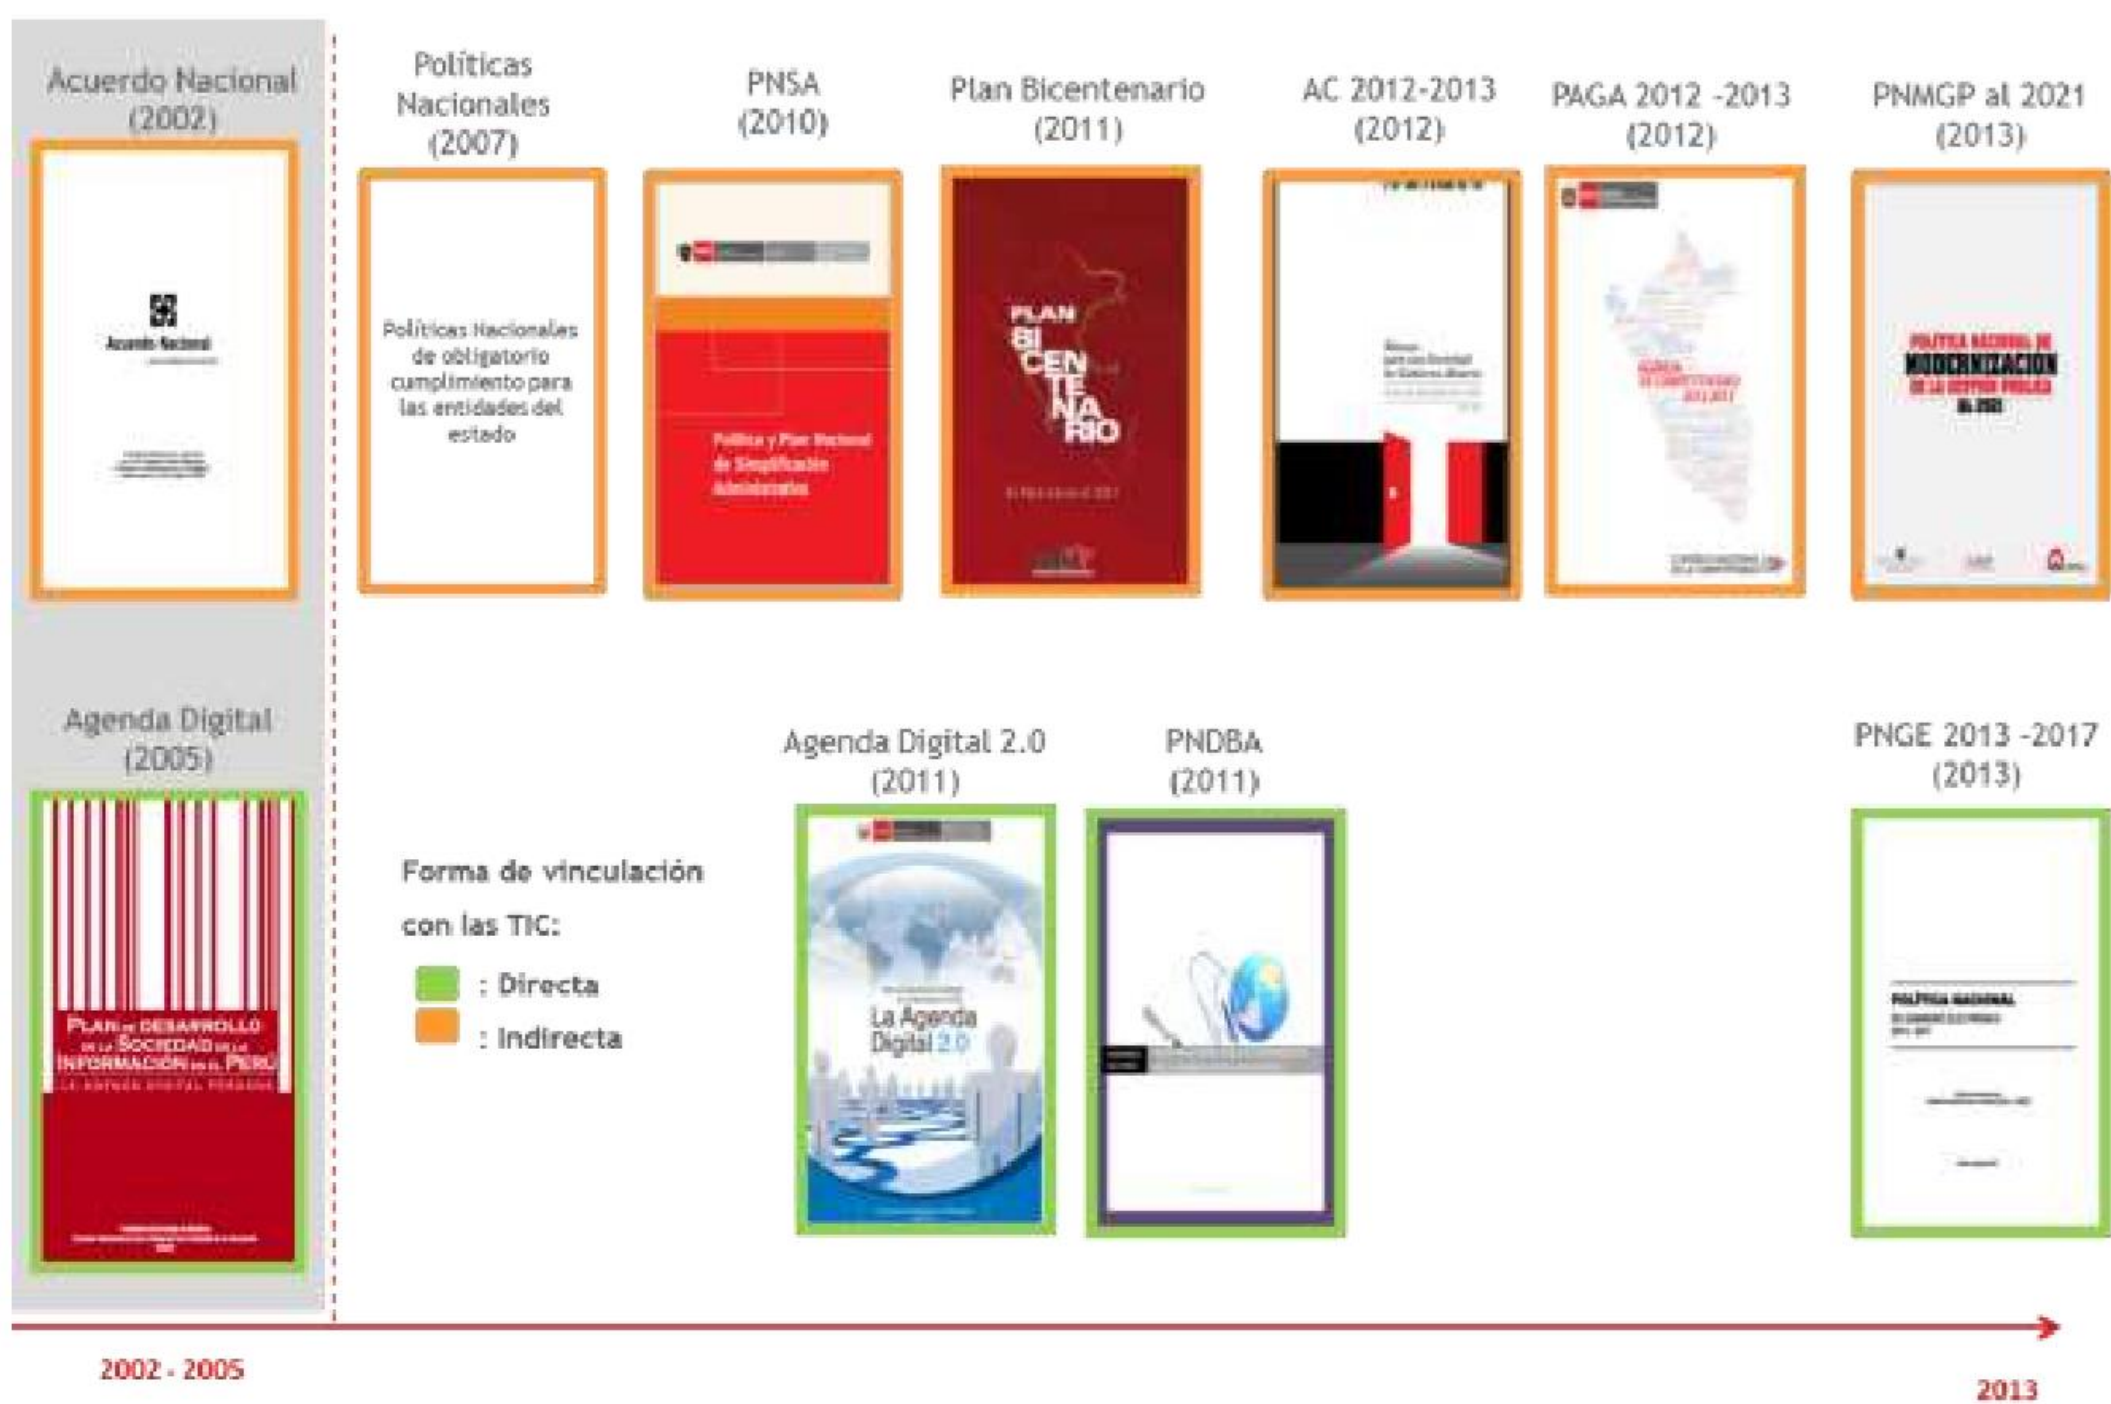 Acuerdo Nacional
(2002)
Políticas
Nacionales
(2007)
PNSA
(2010)
Plan Bicentenario
(2011)
AC 2012-2013
(2012)
PAGA 2012 -2013
(2012)
PNMGP al 2021
(2013)
Acuerdo Nacional
Políticas Nacionales
de obligatorio
cumplimiento para
las entidades del
estado
Política y Plan Nacional
de Simplificación
Administrativa
PLAN
BI
CEN
TE
NA
RIO
POLÍTICA NACIONAL DE
MODERNIZACIÓN
DE LA GESTIÓN PÚBLICA
AL 2021
Agenda Digital
(2005)
Agenda Digital 2.0
(2011)
PNDBA
(2011)
PNGE 2013 -2017
(2013)
PLAN DE DESARROLLO
DE LA SOCIEDAD DE LA
INFORMACIÓN EN EL PERÚ
LA AGENDA DIGITAL PERUANA
Forma de vinculación
con las TIC:
: Directa
: Indirecta
La Agenda
Digital 2.0
POLÍTICA NACIONAL
2002 - 2005
2013